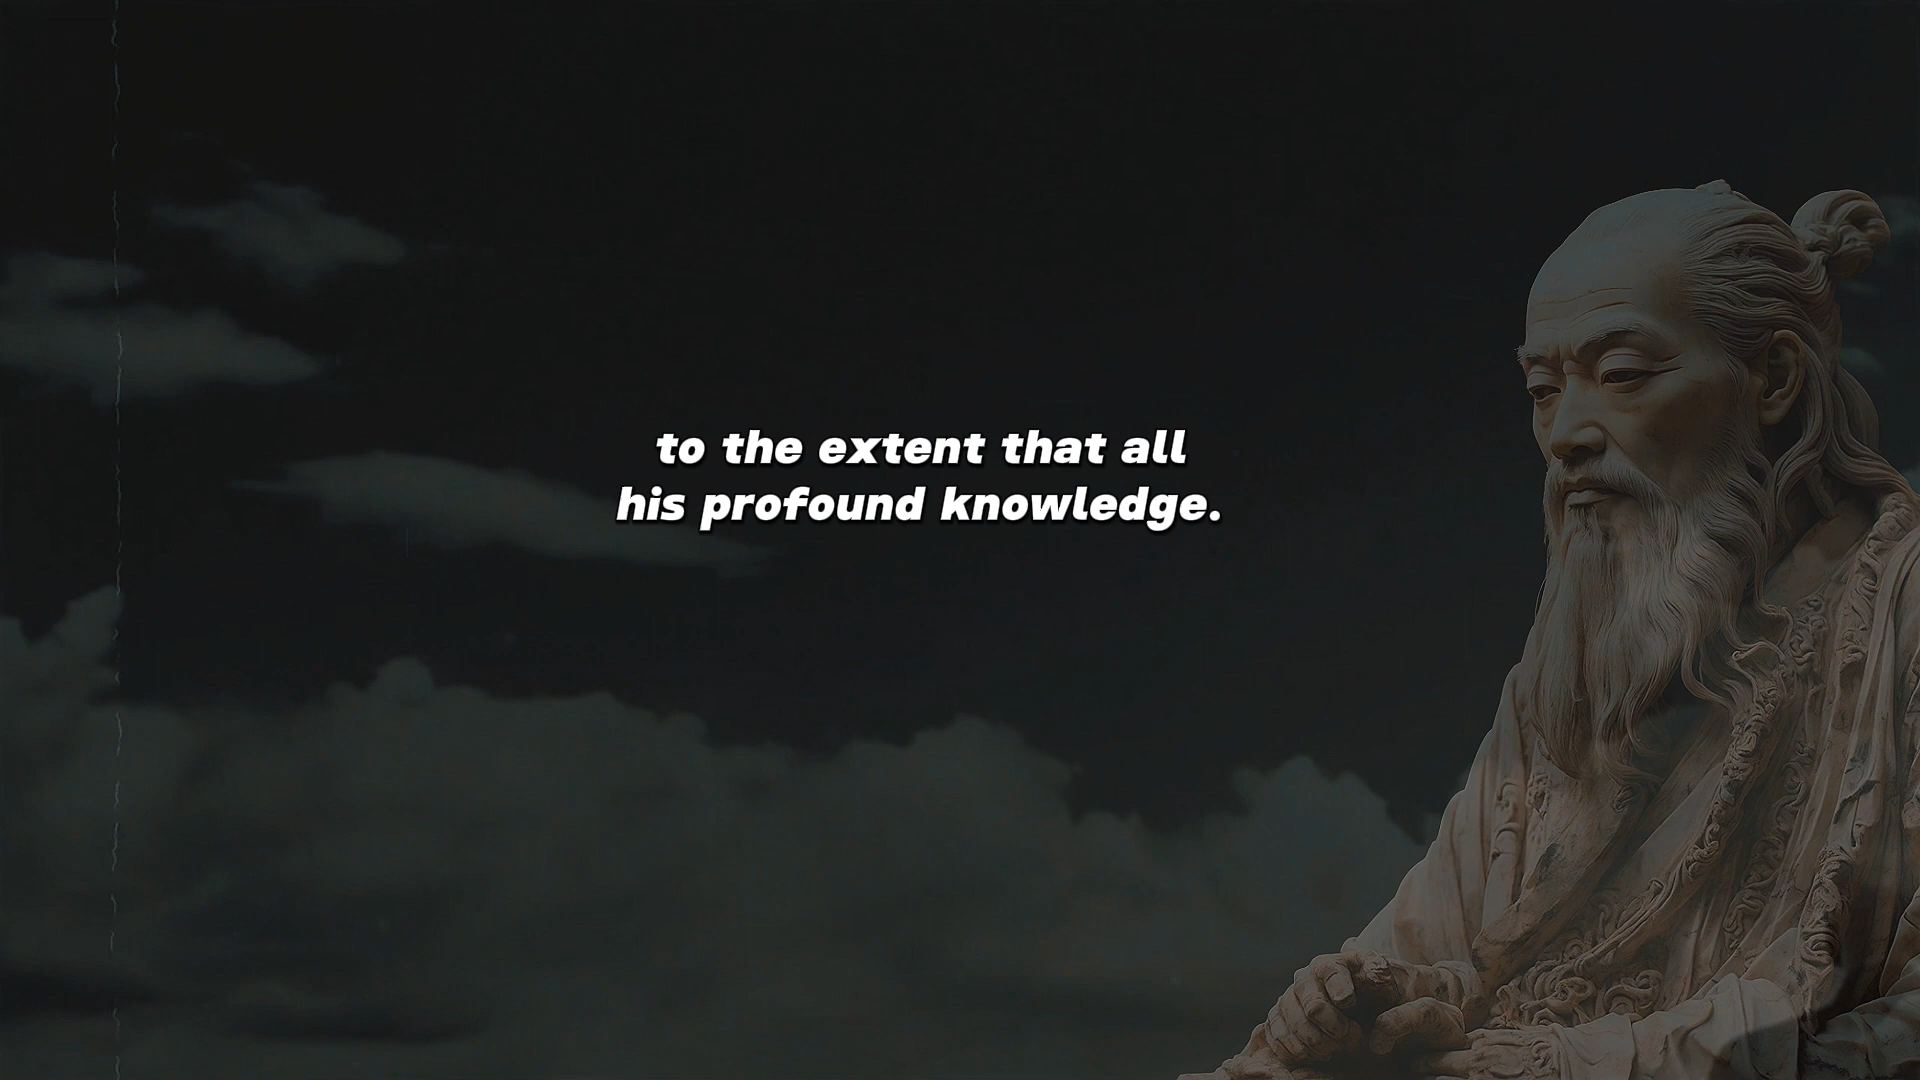 to the extent that all
his profound knowledge.